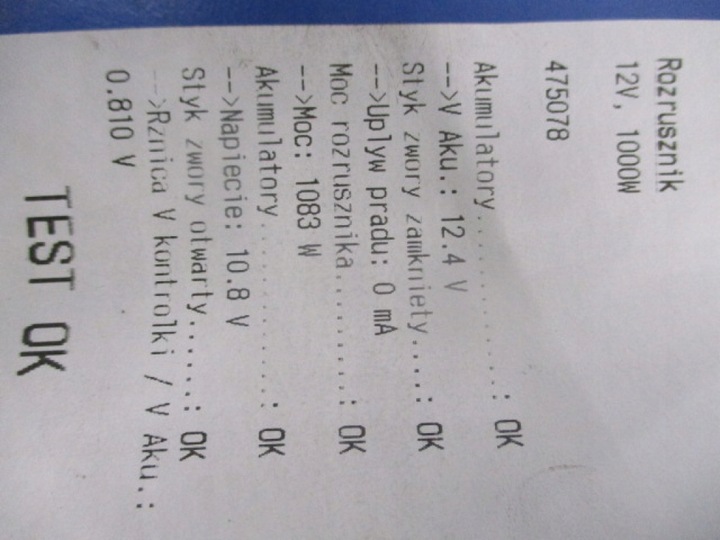 Rozrusznik
12V, 1000W
475078
Akumulatory..........: OK
-->V Aku.: 12.4 V
Styk zwory zamkniety....: OK
-->Uplyw pradu: 0 mA
Moc rozrusznika.........: OK
-->Moc: 1083 W
Akumulatory............: OK
-->Napiecie: 10.8 V
Styk zwory otwarty......: OK
-->Rznica V kontrolki / V Aku.:
0.810 V
TEST OK